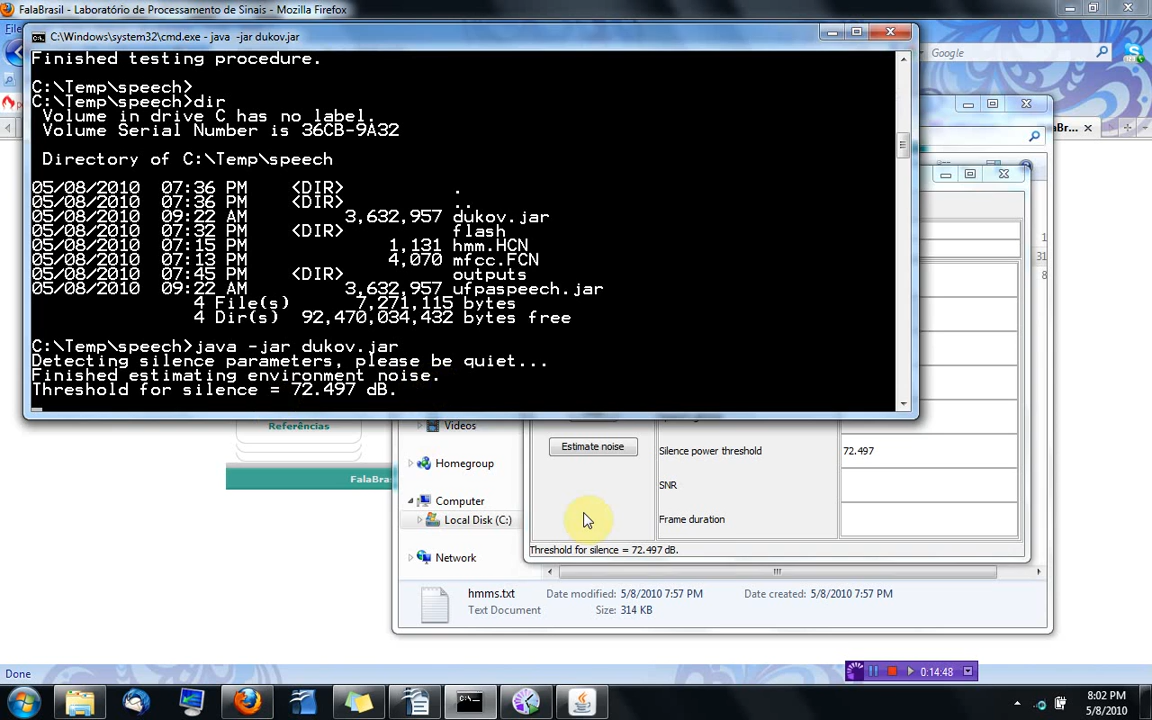 FalaBrasil - Laboratório de Processamento de Sinais - Mozilla Firefox
C:\Windows\system32\cmd.exe - java -jar dukov.jar
Google
Finished testing procedure.
C:\Temp\speech>
C:\Temp\speech>dir
Volume in drive C has no label.
Volume Serial Number is 36CB-9A32
Directory of C:\Temp\speech
05/08/2010 07:36 PM <DIR> .
05/08/2010 07:36 PM <DIR> ..
05/08/2010 09:22 AM 3,632,957 dukov.jar
05/08/2010 07:32 PM <DIR> flash
05/08/2010 07:15 PM 1,131 hmm.HCN
05/08/2010 07:13 PM 4,070 mfcc.FCN
05/08/2010 07:45 PM <DIR> outputs
05/08/2010 09:22 AM 3,632,957 ufpaspeech.jar
4 File(s) 7,271,115 bytes
4 Dir(s) 92,470,034,432 bytes free
C:\Temp\speech>java -jar dukov.jar
Detecting silence parameters, please be quiet...
Finished estimating environment noise.
Threshold for silence = 72.497 dB.
aBr...
1
31
8
Referências
Videos
Estimate noise
Silence power threshold
72.497
Homegroup
FalaBr
SNR
Computer
Local Disk (C:)
Frame duration
Threshold for silence = 72.497 dB.
Network
hmms.txt Date modified: 5/8/2010 7:57 PM Date created: 5/8/2010 7:57 PM
Text Document Size: 314 KB
Done
0:14:48
8:02 PM
5/8/2010